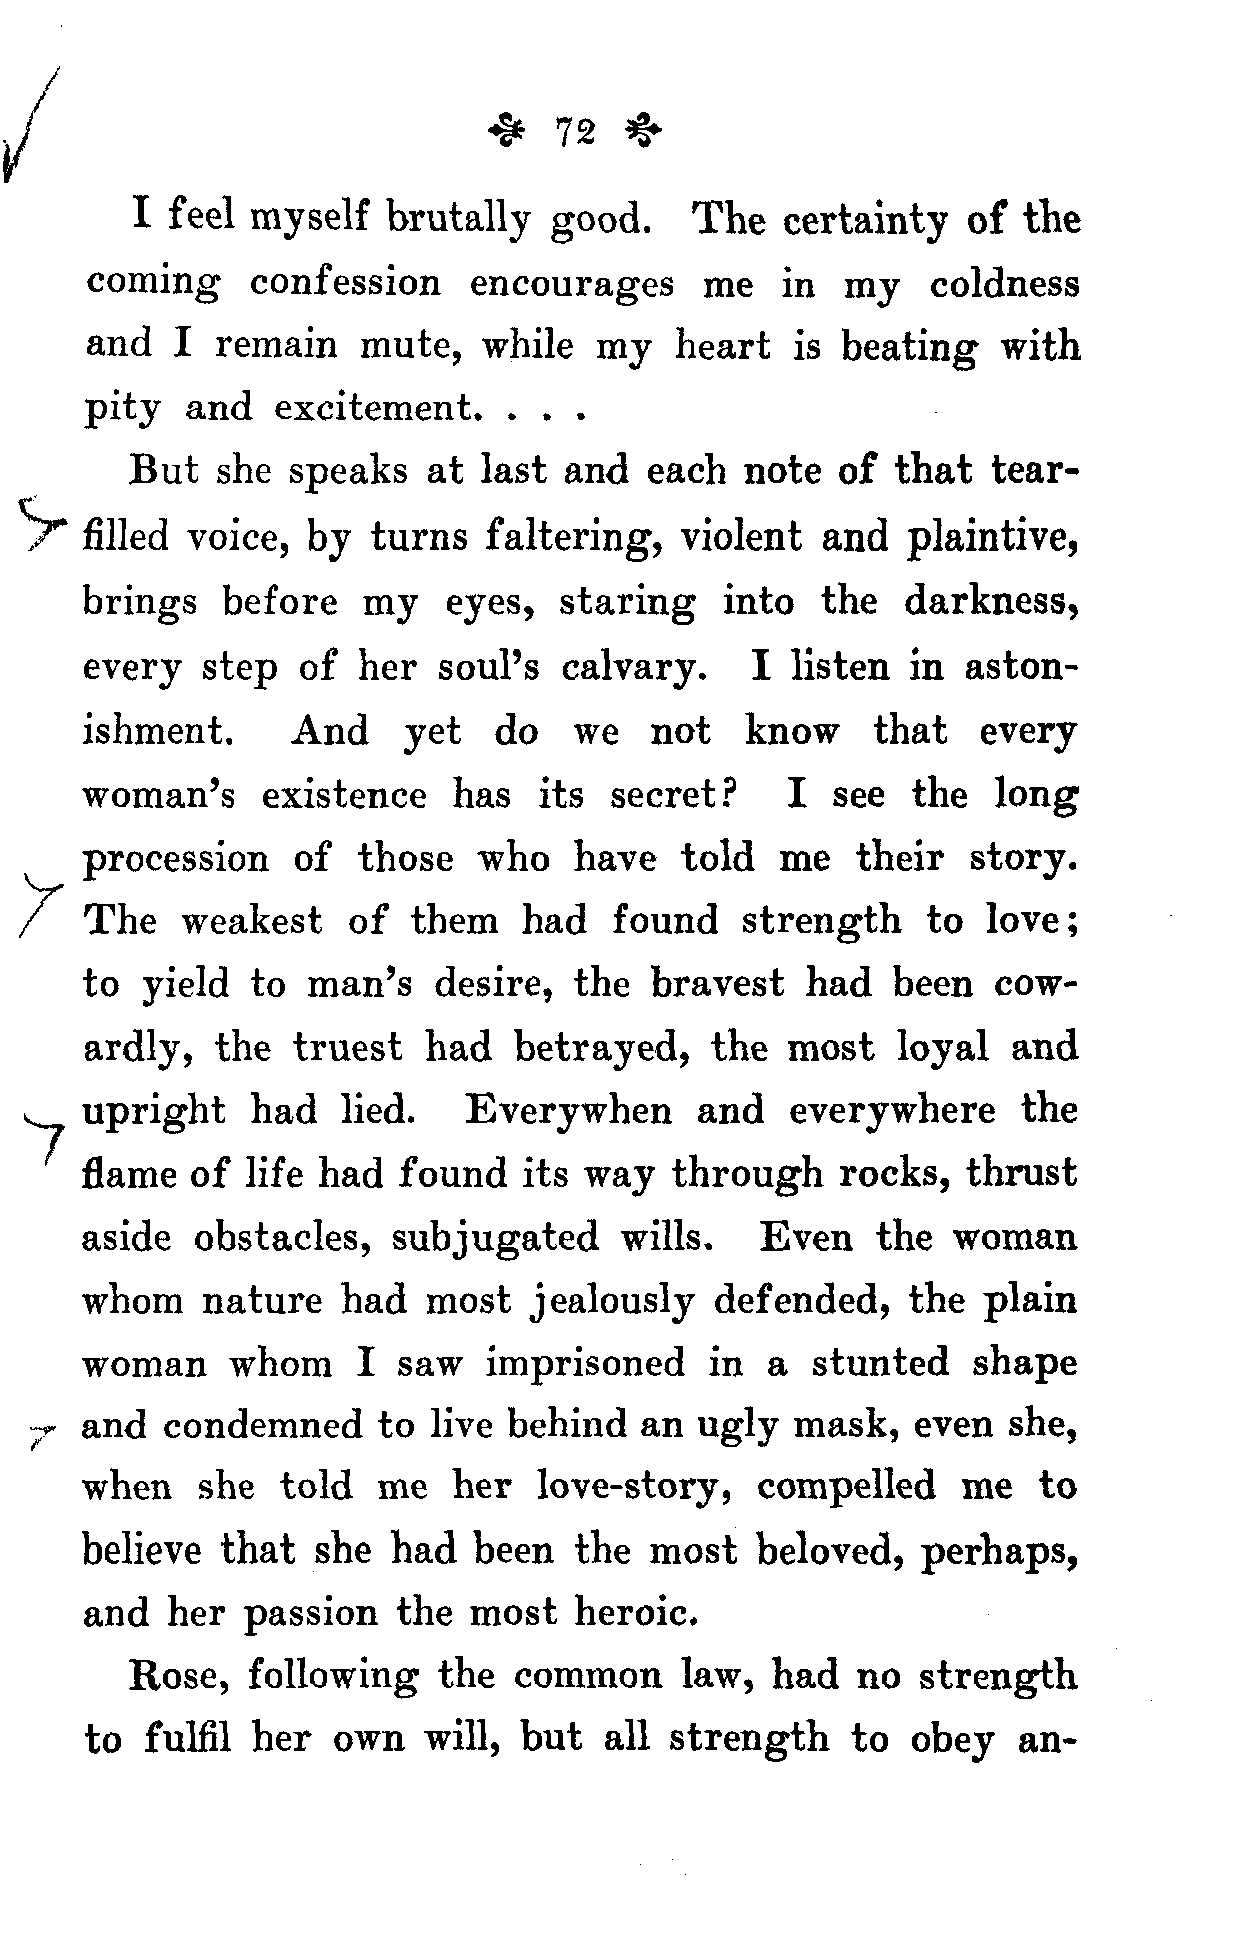 72
I feel myself brutally good. The certainty of the
coming confession encourages me in my coldness
and I remain mute, while my heart is beating with
pity and excitement. . . .
But she speaks at last and each note of that tear-
filled voice, by turns faltering, violent and plaintive,
brings before my eyes, staring into the darkness,
every step of her soul's calvary. I listen in aston-
ishment. And yet do we not know that every
woman's existence has its secret? I see the long
procession of those who have told me their story.
The weakest of them had found strength to love;
to yield to man's desire, the bravest had been cow-
ardly, the truest had betrayed, the most loyal and
upright had lied. Everywhen and everywhere the
flame of life had found its way through rocks, thrust
aside obstacles, subjugated wills. Even the woman
whom nature had most jealously defended, the plain
woman whom I saw imprisoned in a stunted shape
and condemned to live behind an ugly mask, even she,
when she told me her love-story, compelled me to
believe that she had been the most beloved, perhaps,
and her passion the most heroic.
Rose, following the common law, had no strength
to fulfil her own will, but all strength to obey an-